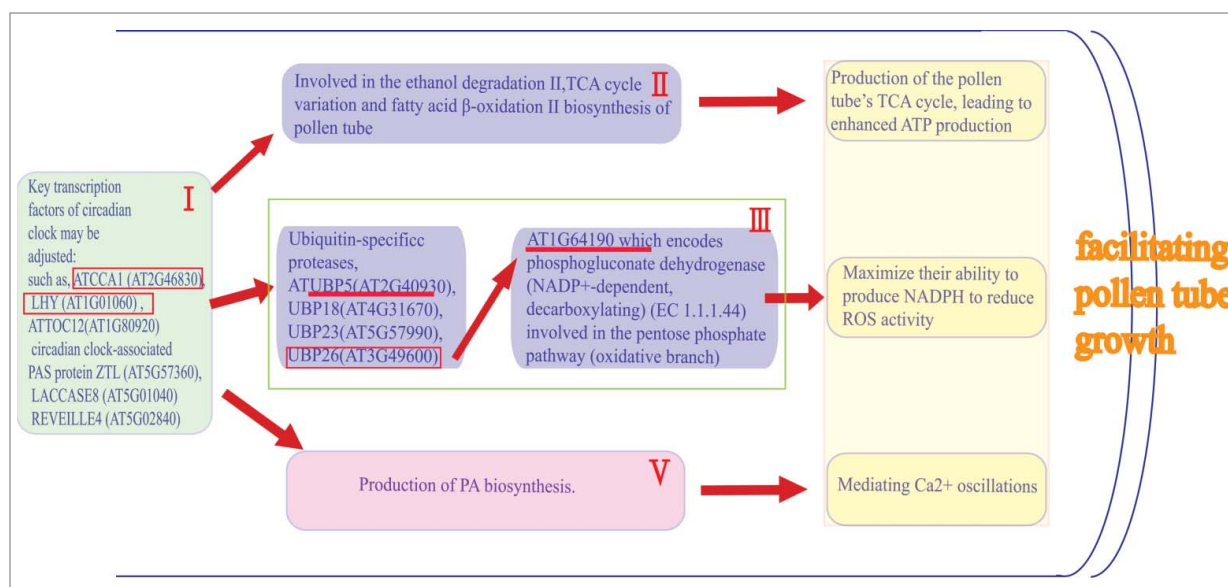 Key transcription
factors of circadian
clock may be
adjusted:
such as, ATCCA1 (AT2G46830),
LHY (AT1G01060) ,
ATTOC12(AT1G80920)
circadian clock-associated
PAS protein ZTL (AT5G57360),
LACCASE8 (AT5G01040)
REVEILLE4 (AT5G02840)
I
Involved in the ethanol degradation II,TCA cycle
variation and fatty acid β-oxidation II biosynthesis of
pollen tube
II
Production of the pollen
tube's TCA cycle, leading to
enhanced ATP production
Ubiquitin-specificc
proteases,
ATUBP5(AT2G40930),
UBP18(AT4G31670),
UBP23(AT5G57990),
UBP26(AT3G49600)
III
AT1G64190 which encodes
phosphogluconate dehydrogenase
(NADP+-dependent,
decarboxylating) (EC 1.1.1.44)
involved in the pentose phosphate
pathway (oxidative branch)
Maximize their ability to
produce NADPH to reduce
ROS activity
Production of PA biosynthesis.
V
Mediating Ca2+ oscillations
facilitating
pollen tube
growth